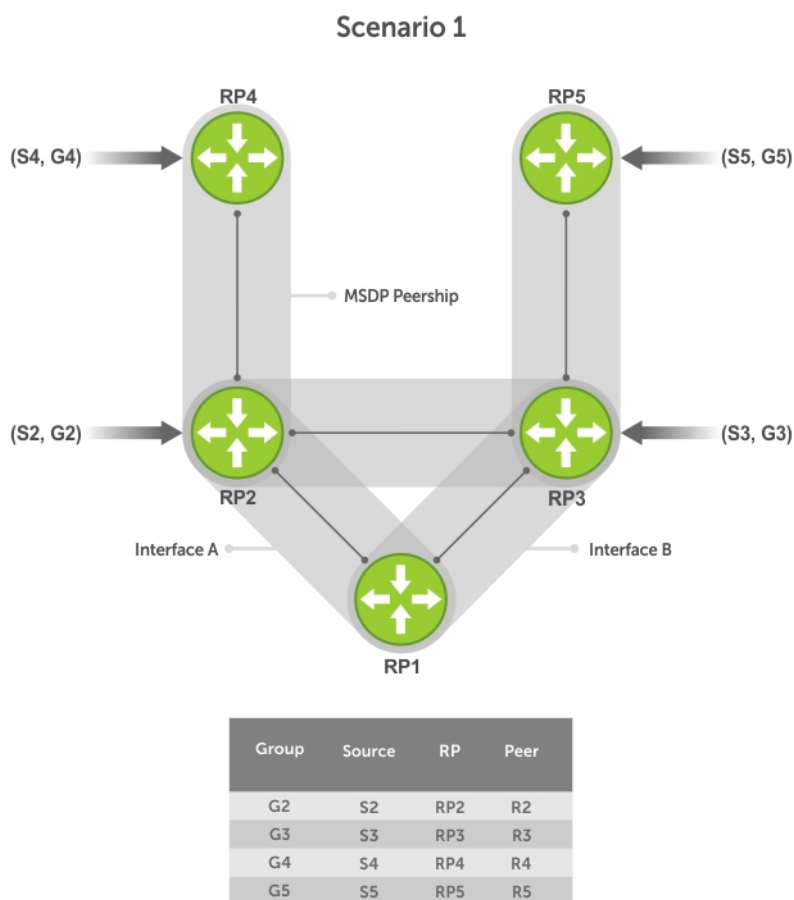 Scenario 1
RP4
RP5
(S4, G4)
(S5, G5)
MSDP Peership
(S2, G2)
(S3, G3)
RP2
RP3
Interface A
Interface B
RP1
Group Source RP Peer
G2 S2 RP2 R2
G3 S3 RP3 R3
G4 S4 RP4 R4
G5 S5 RP5 R5